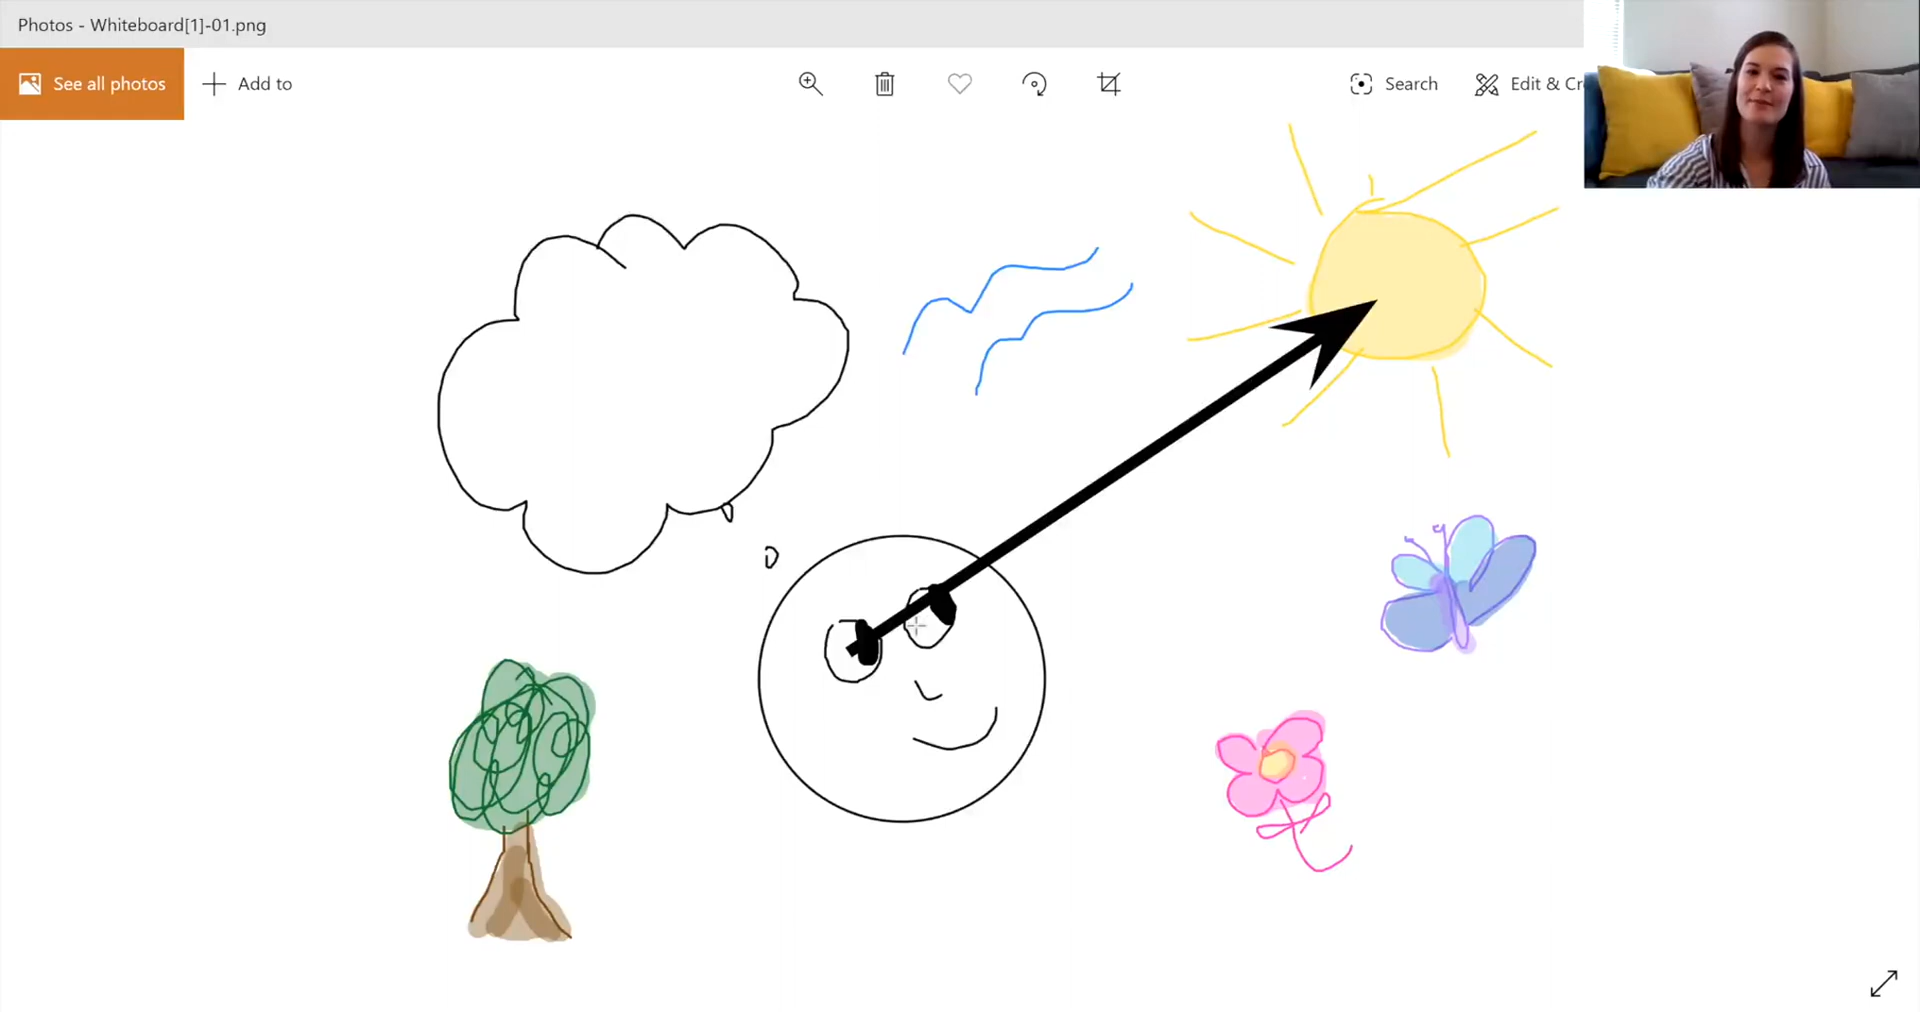 Photos - Whiteboard[1]-01.png
See all photos
Add to
Search
Edit & Cr